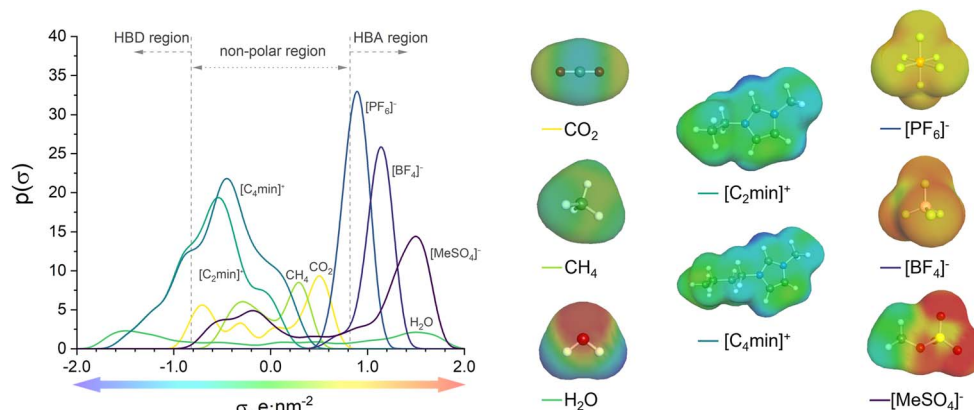 HBD region
non-polar region
HBA region
p(σ)
40
35
30
25
20
15
10
5
0
[PF₆]⁻
[BF₄]⁻
[C₄min]⁺
[C₂min]⁺
[MeSO₄]⁻
CH₄
CO₂
H₂O
-2.0 -1.0 0.0 1.0 2.0
σ, e·nm⁻²
CO₂
CH₄
H₂O
[C₂min]⁺
[C₄min]⁺
[PF₆]⁻
[BF₄]⁻
[MeSO₄]⁻